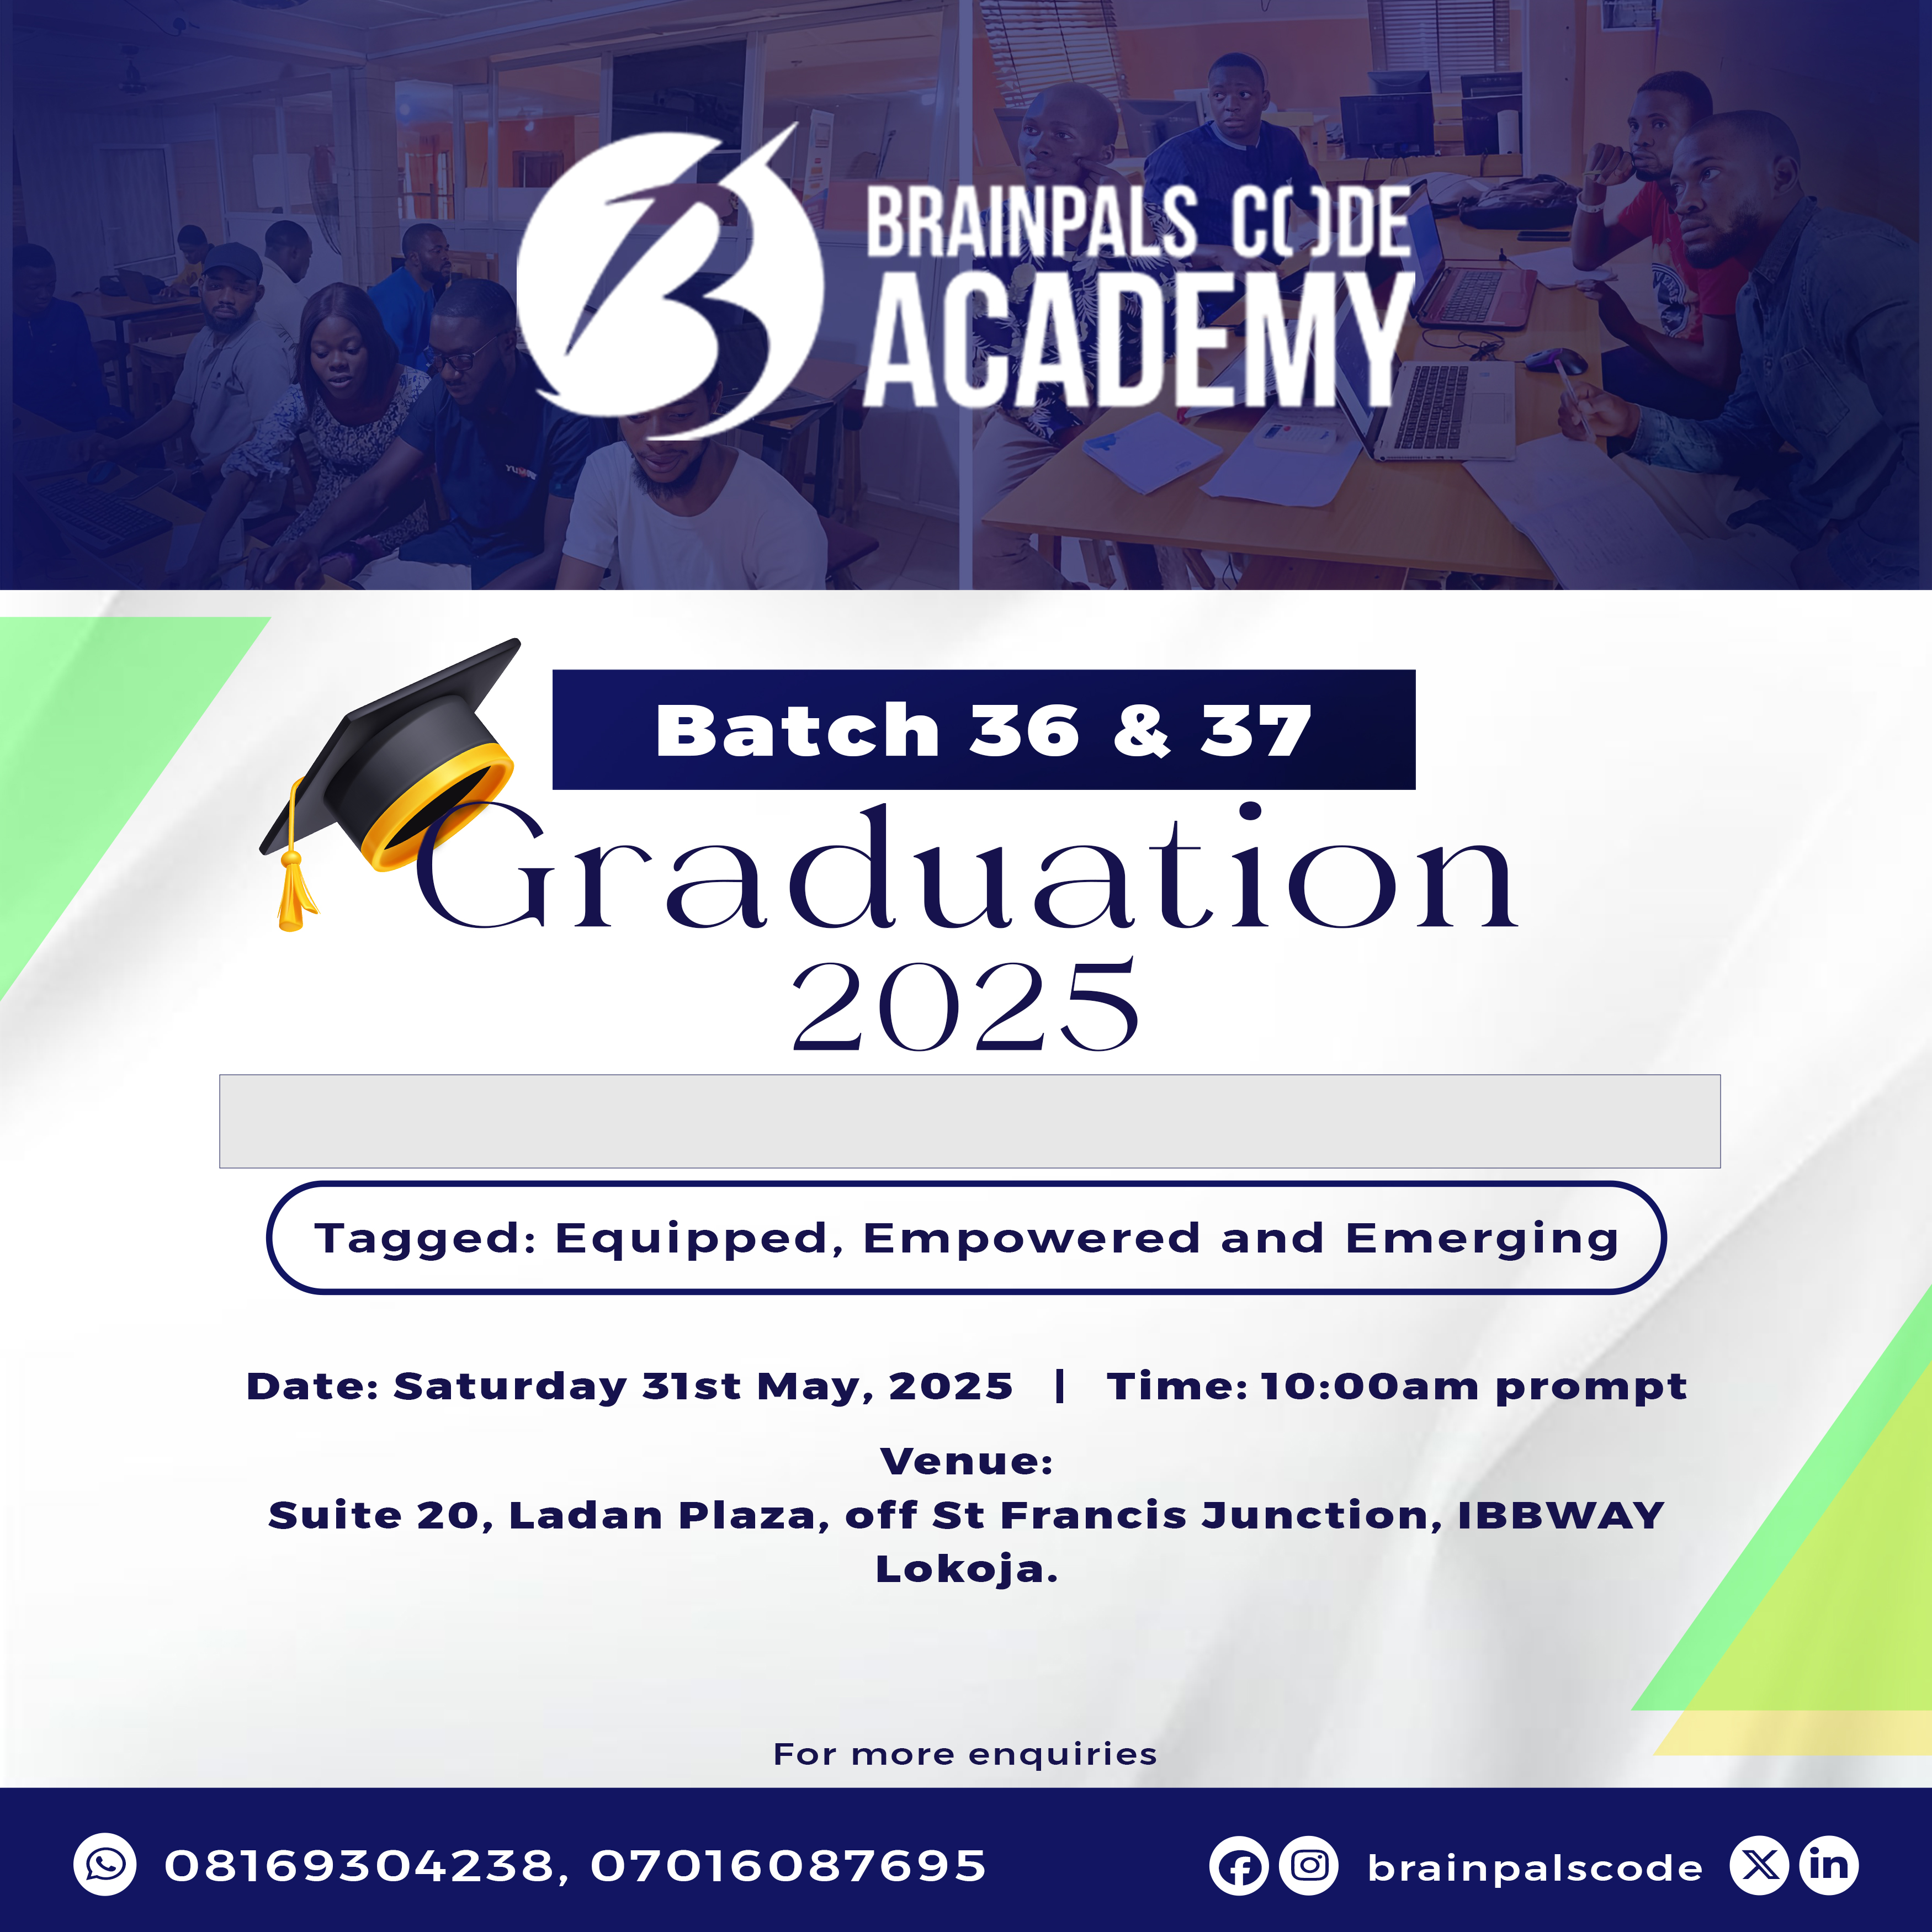 BRAINPALS C()DE
ACADEMY
Batch 36 & 37
Graduation
2025
Tagged: Equipped, Empowered and Emerging
Date: Saturday 31st May, 2025 | Time: 10:00am prompt
Venue:
Suite 20, Ladan Plaza, off St Francis Junction, IBBWAY
Lokoja.
For more enquiries
08169304238, 07016087695
brainpalscode